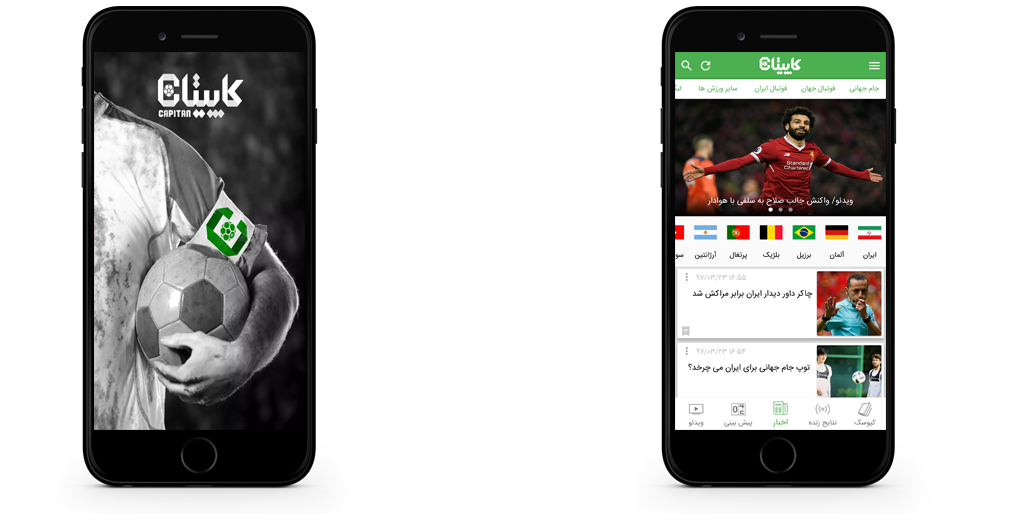 کاپیتان
CAPITAN
کاپیتان
جام جهانی
فوتبال جهان
فوتبال ایران
سایر ورزش ها
Standard
Chartered
ویدئو/ واکنش جالب صلاح به سلفی با هوادار
ایران
آلمان
برزیل
بلژیک
پرتغال
آرژانتین
سو
۹۷/۰۳/۲۳ ۱۶:۵۵
چاکر داور دیدار ایران برابر مراکش شد
۹۷/۰۳/۲۳ ۱۶:۵۴
توپ جام جهانی برای ایران می چرخد؟
کیوسک
نتایج زنده
اخبار
پیش بینی
ویدئو